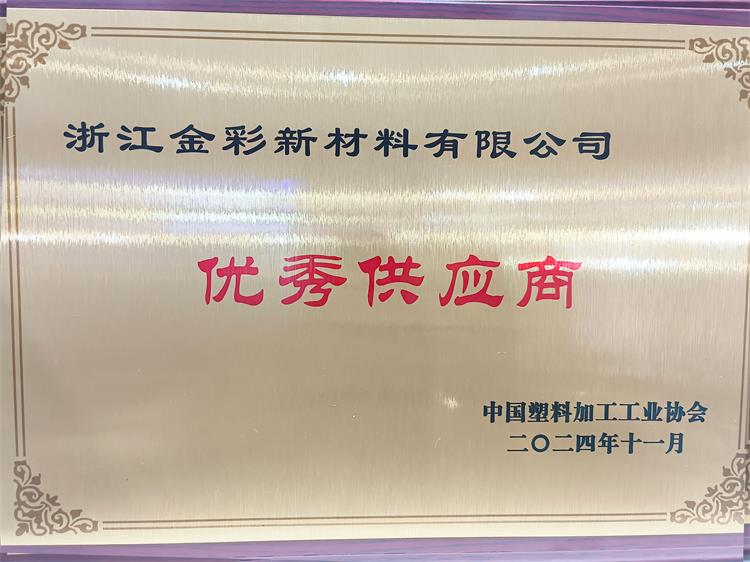 浙江金彩新材料有限公司
优秀供应商
中国塑料加工工业协会
二〇二四年十一月